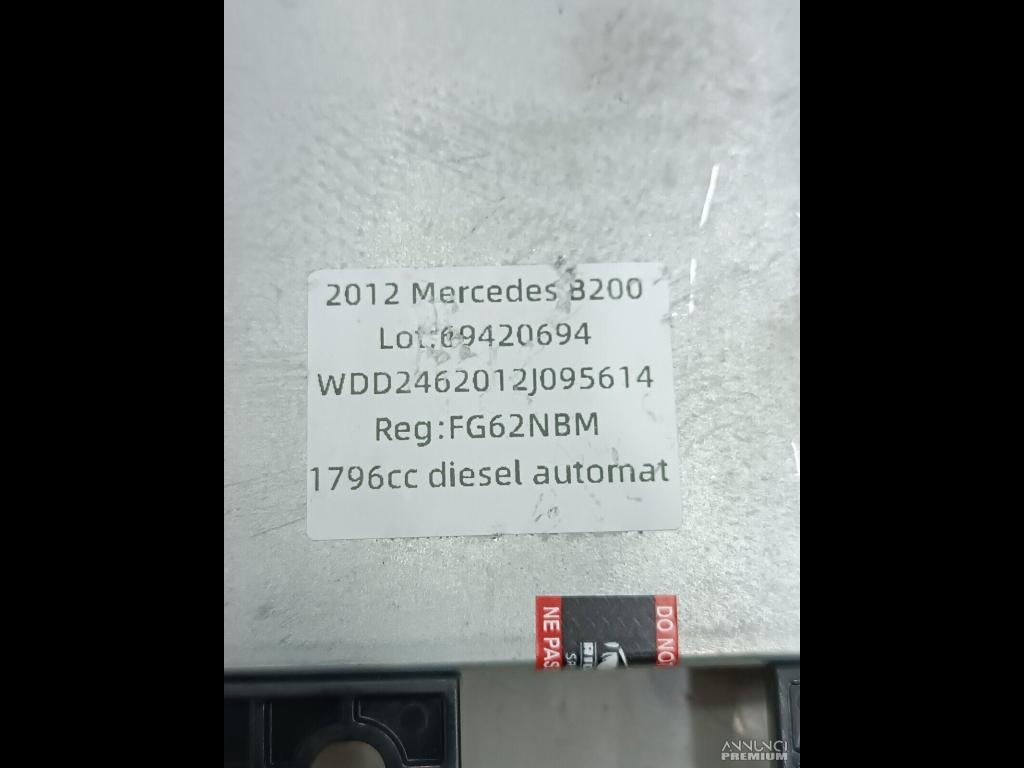 2012 Mercedes B200
Lot:69420694
WDD2462012J095614
Reg:FG62NBM
1796cc diesel automat
NE PAS
DO NO
ANNUNCI
PREMIUM